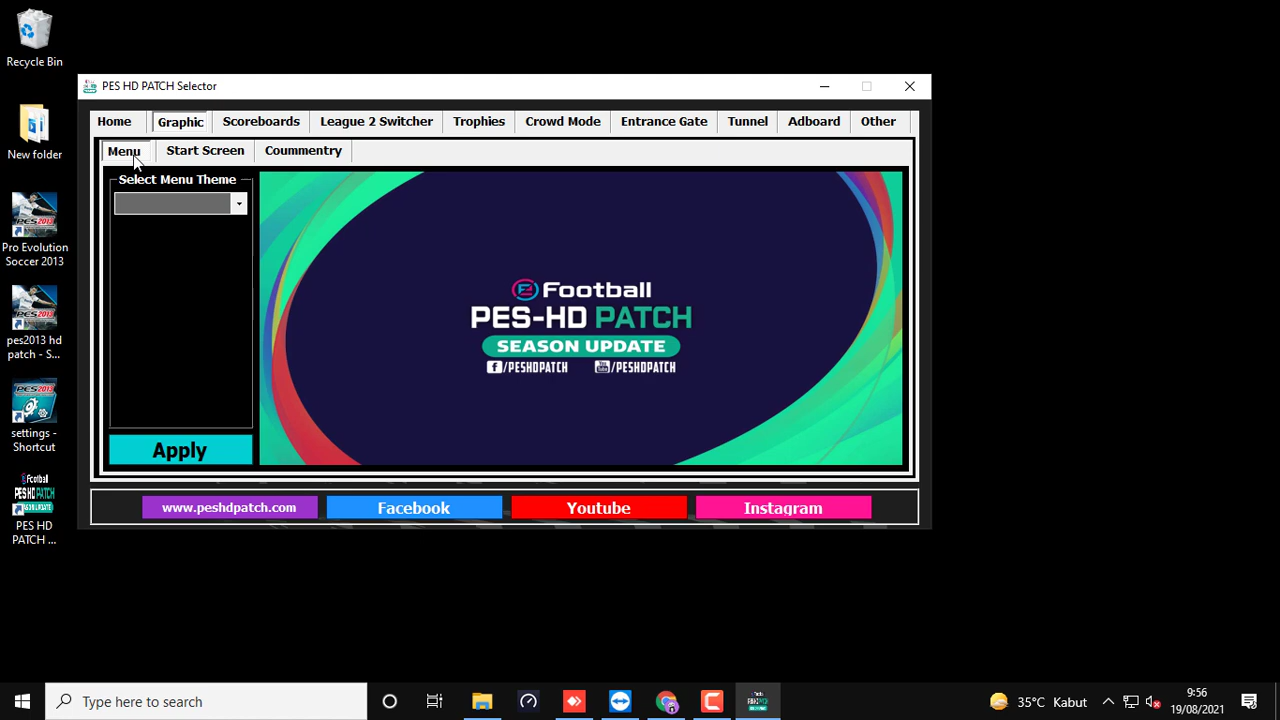 Recycle Bin
New folder
Pro Evolution
Soccer 2013
pes2013 hd
patch - S...
settings -
Shortcut
PES HD
PATCH ...
PES HD PATCH Selector
Home Graphic Scoreboards League 2 Switcher Trophies Crowd Mode Entrance Gate Tunnel Adboard Other
Menu Start Screen Coummentry
Select Menu Theme
Football
PES-HD PATCH
SEASON UPDATE
/PESHDPATCH /PESHDPATCH
Apply
www.peshdpatch.com Facebook Youtube Instagram
Type here to search
35°C Kabut
9:56
19/08/2021